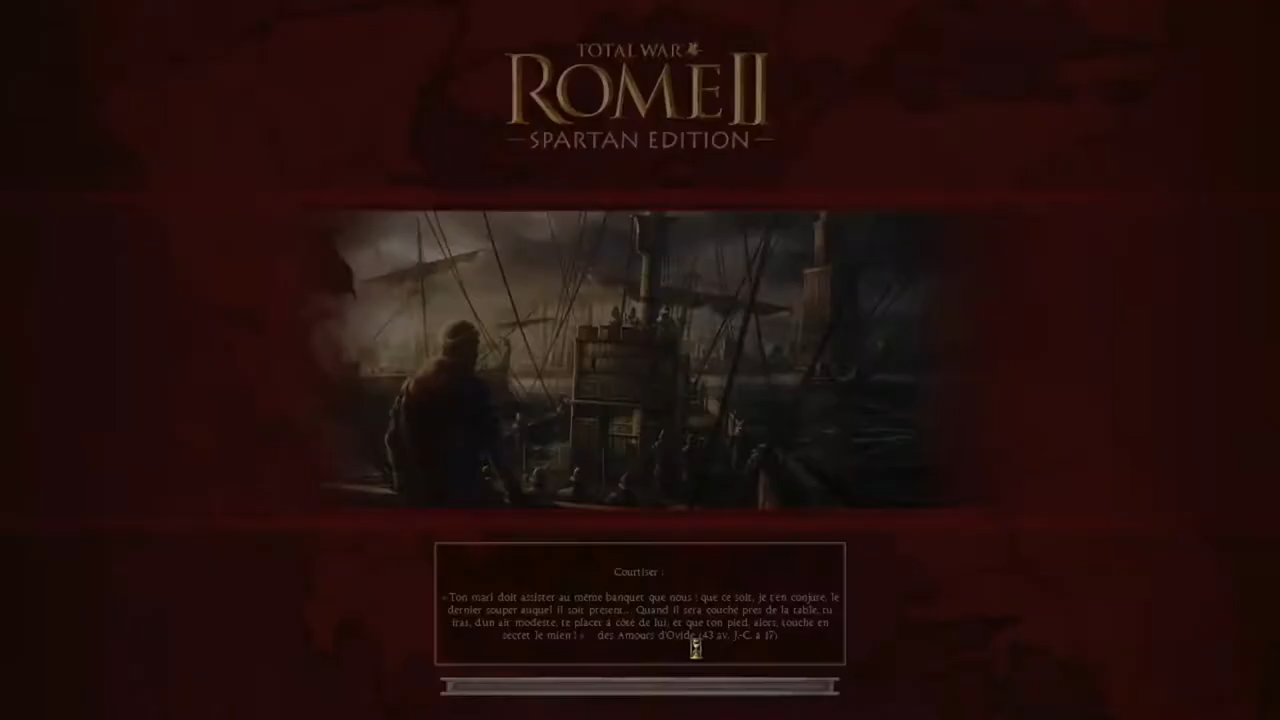 TOTAL WAR
ROME II
SPARTAN EDITION
Courtiser :
« Ton mari doit assister au même banquet que nous : que ce soit, je t'en conjure, le
dernier souper auquel il soit présent... Quand il sera couché près de la table, tu
iras, d'un air modeste, te placer à côté de lui, et que ton pied, alors, touche en
secret le mien ! » des Amours d'Ovide (43 av. J.-C. à 17)